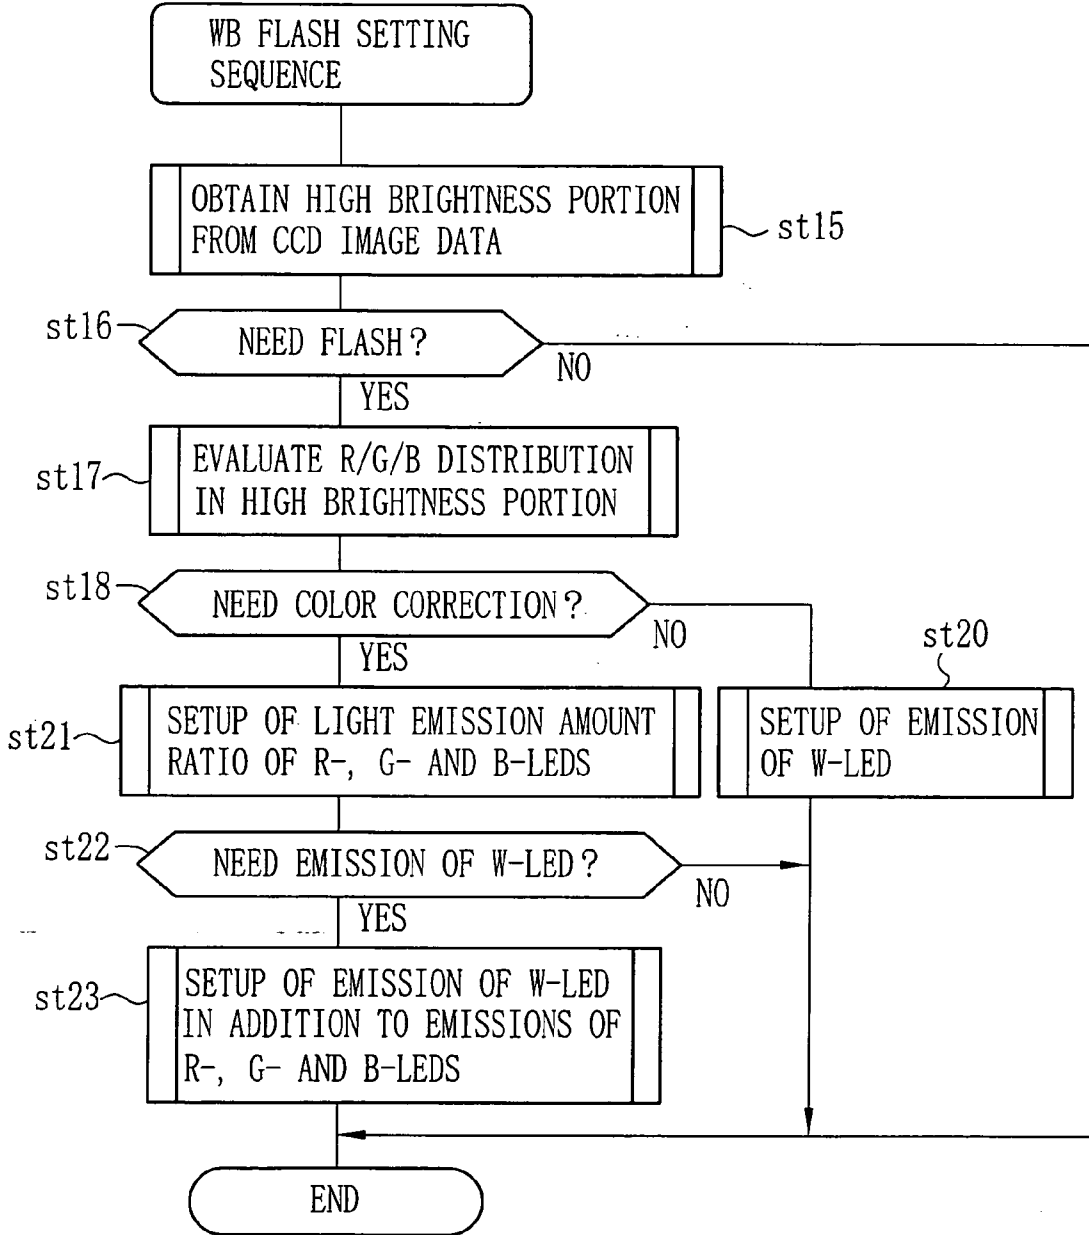 WB FLASH SETTING
SEQUENCE
OBTAIN HIGH BRIGHTNESS PORTION
FROM CCD IMAGE DATA
st15
st16
NEED FLASH?
NO
YES
st17
EVALUATE R/G/B DISTRIBUTION
IN HIGH BRIGHTNESS PORTION
st18
NEED COLOR CORRECTION?
NO
YES
st20
st21
SETUP OF LIGHT EMISSION AMOUNT
RATIO OF R-, G- AND B-LEDS
SETUP OF EMISSION
OF W-LED
st22
NEED EMISSION OF W-LED?
NO
YES
st23
SETUP OF EMISSION OF W-LED
IN ADDITION TO EMISSIONS OF
R-, G- AND B-LEDS
END